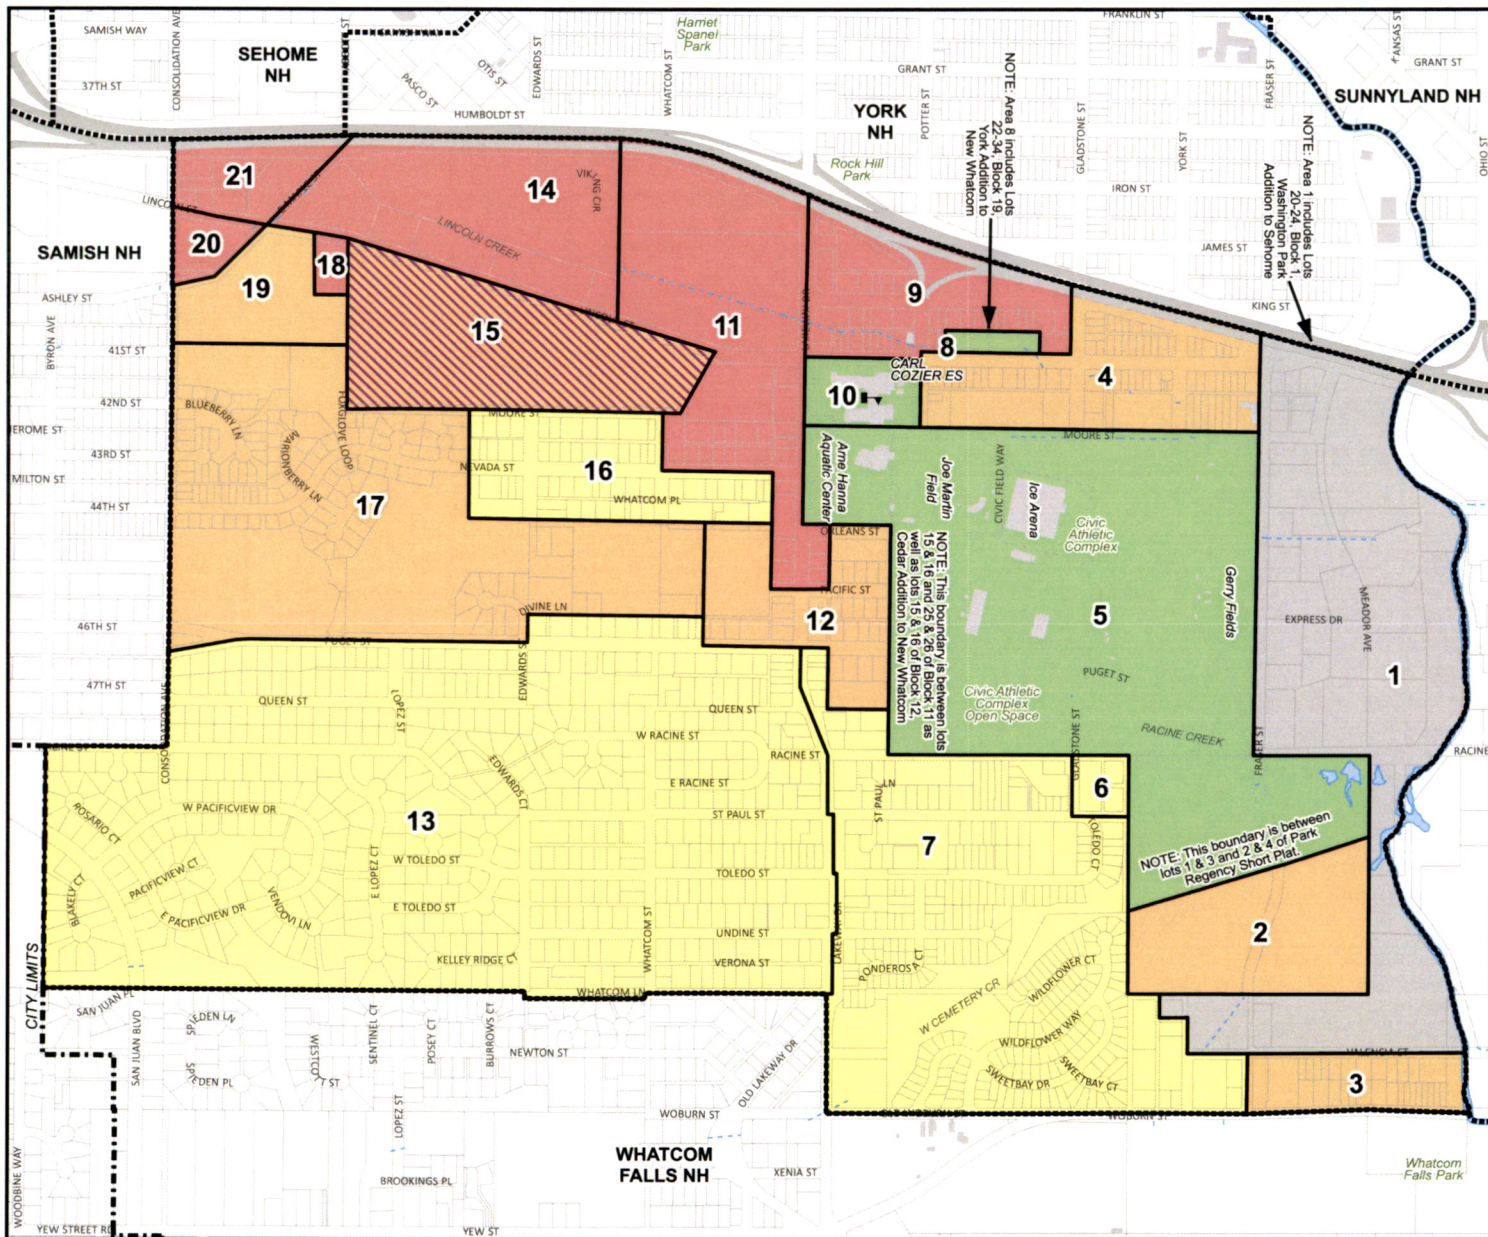 SAMISH WAY
37TH ST
CONSOLIDATION AVE
SEHOME
NH
PASCO ST
OTIS ST
HUMBOLDT ST
EDWARDS ST
WHATCOM ST
Harriet
Spanel
Park
FRANKLIN ST
GRANT ST
YORK
NH
POTTER ST
Rock Hill
Park
NOTE: Area 8 includes Lots
22-34, Block 19,
York Addition to
New Whatcom
GLADSTONE ST
IRON ST
YORK ST
FRASER ST
JAMES ST
KING ST
KANSAS ST
GRANT ST
SUNNYLAND NH
OHIO ST
NOTE: Area 1 includes Lots
20-24, Block 1,
Washington Park
Addition to Sehome
21
LINCOLN ST
20
SAMISH NH
19
18
14
VIKING CIR
LINCOLN CREEK
15
11
9
8
CARL
COZIER ES
10
4
MOORE ST
ASHLEY ST
BYRON AVE
41ST ST
42ND ST
JEROME ST
43RD ST
MILTON ST
44TH ST
46TH ST
47TH ST
BLUEBERRY LN
MARIONBERRY LN
FOXGLOVE LOOP
17
MOORE ST
NEVADA ST
16
WHATCOM PL
Arne Hanna
Aquatic Center
Joe Martin
Field
CIVIC FIELD WAY
Ice Arena
Civic
Athletic
Complex
Gerry Fields
ORLEANS ST
PACIFIC ST
12
NOTE: This boundary is between lots
15 & 16 and 25 & 26 of Block 11 as
well as lots 15 & 16 of Block 12,
Cedar Addition to New Whatcom
5
EXPRESS DR
MEADOR AVE
1
PUGET ST
Civic Athletic
Complex
Open Space
GLADSTONE ST
RACINE CREEK
FRASER ST
RACINE
DIVINE LN
PUGET ST
EDWARDS ST
CONSOLIDATION AVE
QUEEN ST
LOPEZ ST
QUEEN ST
W RACINE ST
RACINE ST
EDWARDS CT
E RACINE ST
ST PAUL LN
6
ROSARIO CT
W PACIFICVIEW DR
13
ST PAUL ST
7
TOLEDO CT
NOTE: This boundary is between
lots 1 & 3 and 2 & 4 of Park
Regency Short Plat.
PACIFICVIEW CT
W TOLEDO ST
E LOPEZ CT
TOLEDO ST
BLAKELY CT
E PACIFICVIEW DR
VENDOVI LN
E TOLEDO ST
WHATCOM ST
UNDINE ST
LAKEWAY DR
2
KELLEY RIDGE CT
VERONA ST
PONDEROSA CT
WILDFLOWER CT
W CEMETERY CR
CITY LIMITS
WHATCOM LN
SAN JUAN PL
SAN JUAN BLVD
SPIEDEN LN
SPIEDEN PL
WESTCOTT ST
SENTINEL CT
POSEY CT
BURROWS CT
NEWTON ST
OLD LAKEWAY DR
WILDFLOWER WAY
SWEETBAY DR
SWEETBAY CT
VALENCIA ST
3
LOPEZ ST
WOBURN ST
OLD WOBURN ST
WOBURN ST
WHATCOM
FALLS NH
XENIA ST
WOODBINE WAY
BROOKINGS PL
YEW STREET RD
YEW ST
Whatcom
Falls Park